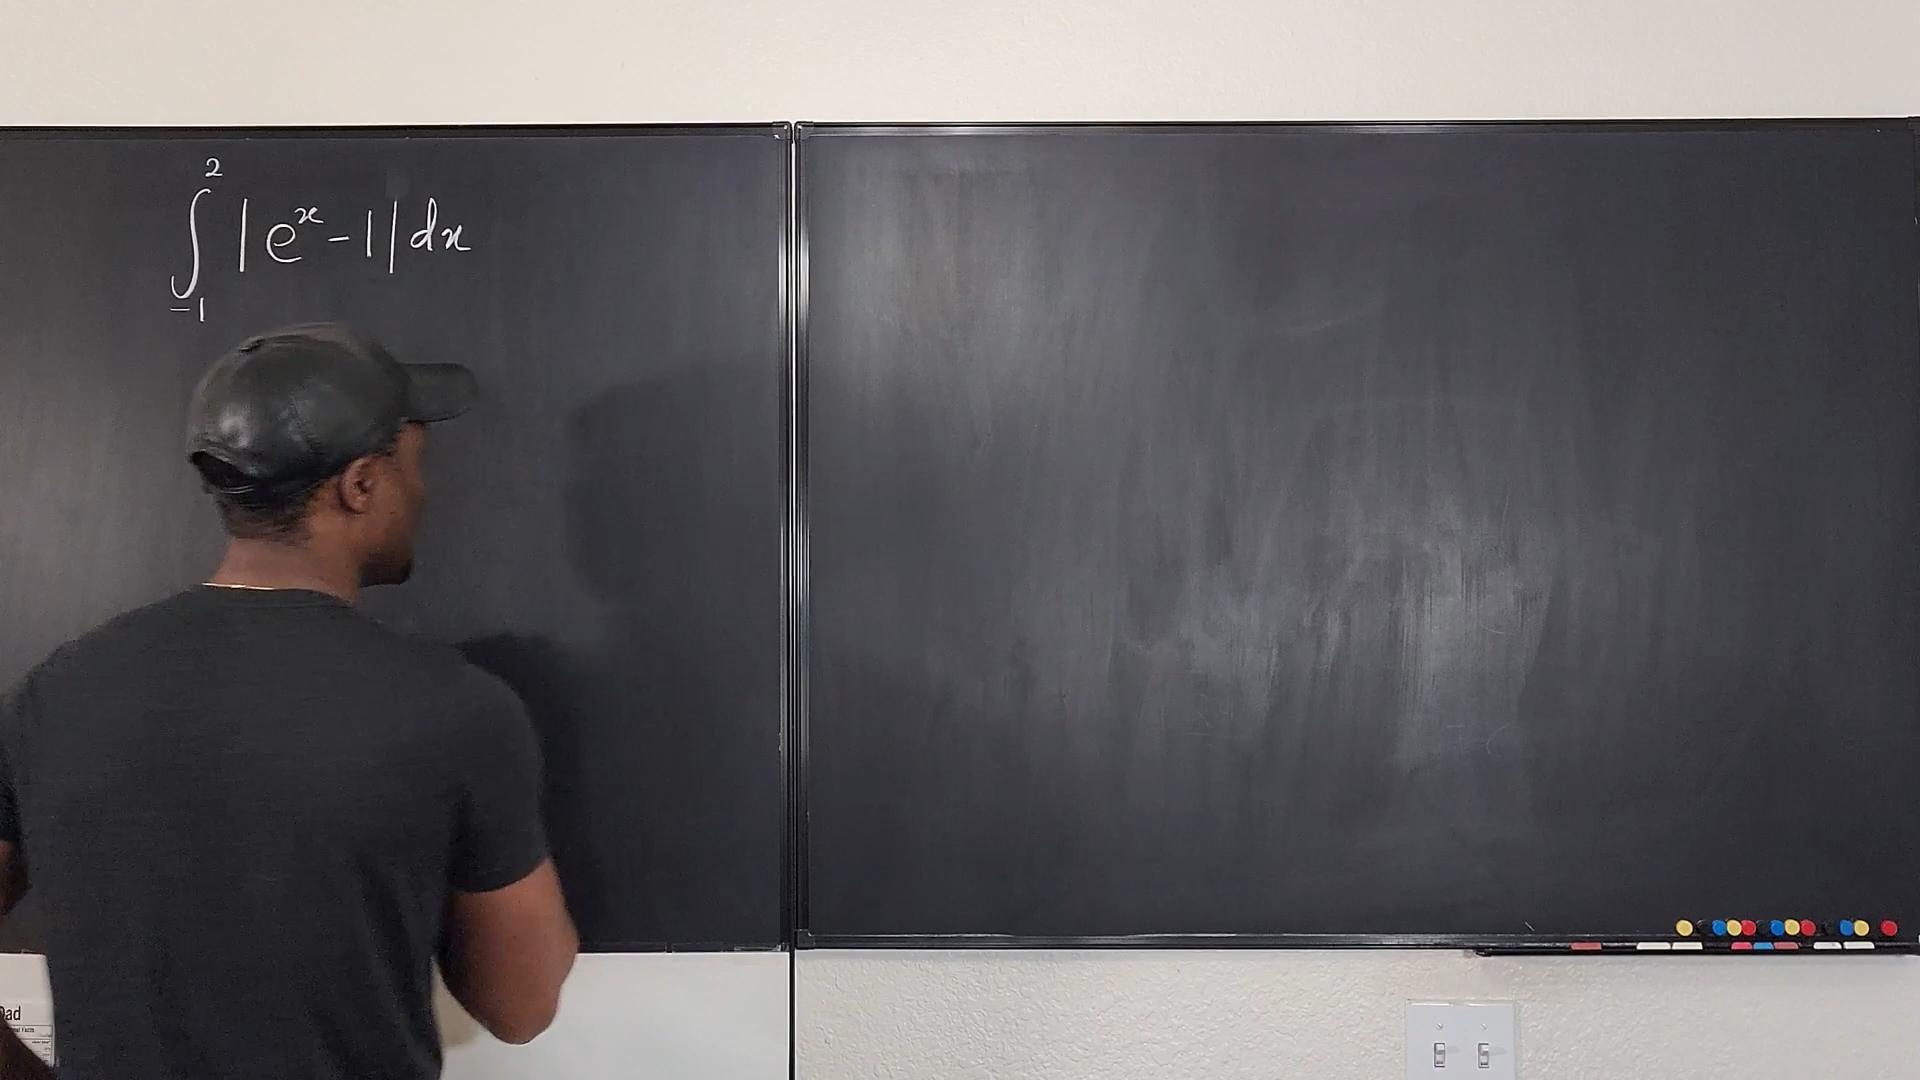 ∫_{-1}^{2} |e^x - 1| dx
Dad